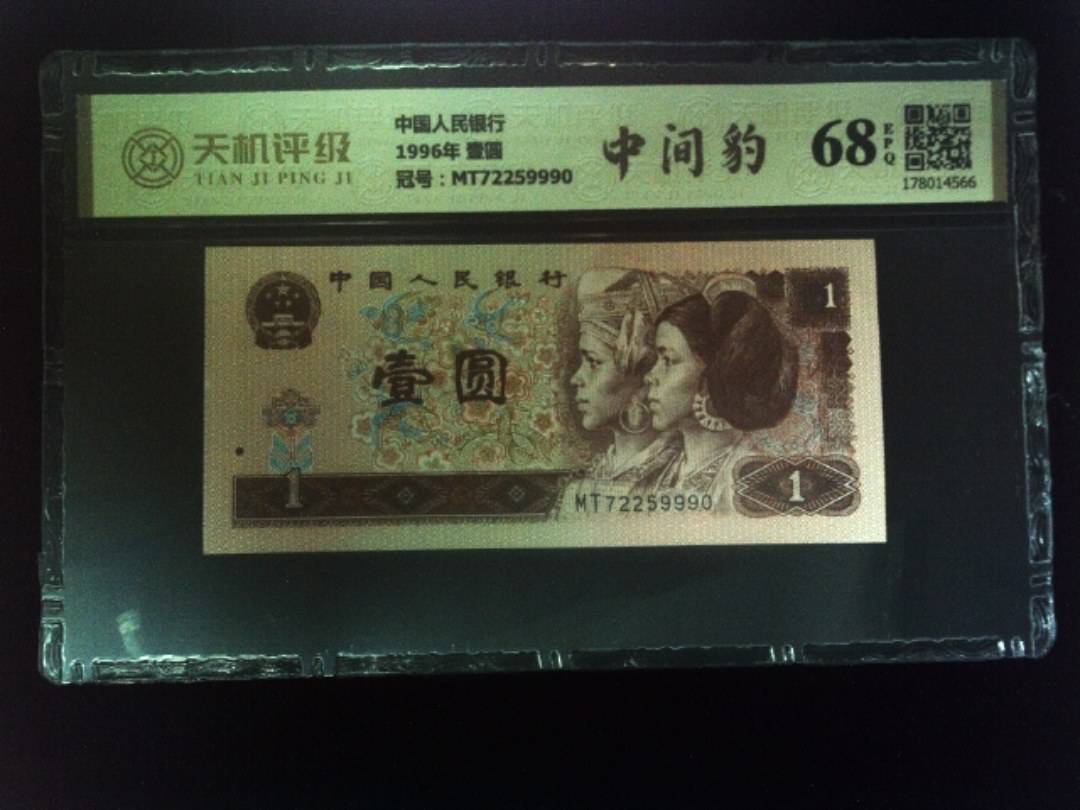 天机评级
TIAN JI PING JI
中国人民银行
1996年 壹圆
冠号：MT72259990
中间豹
68
EPQ
178014566
中国人民银行
1
壹圆
1
MT72259990
1